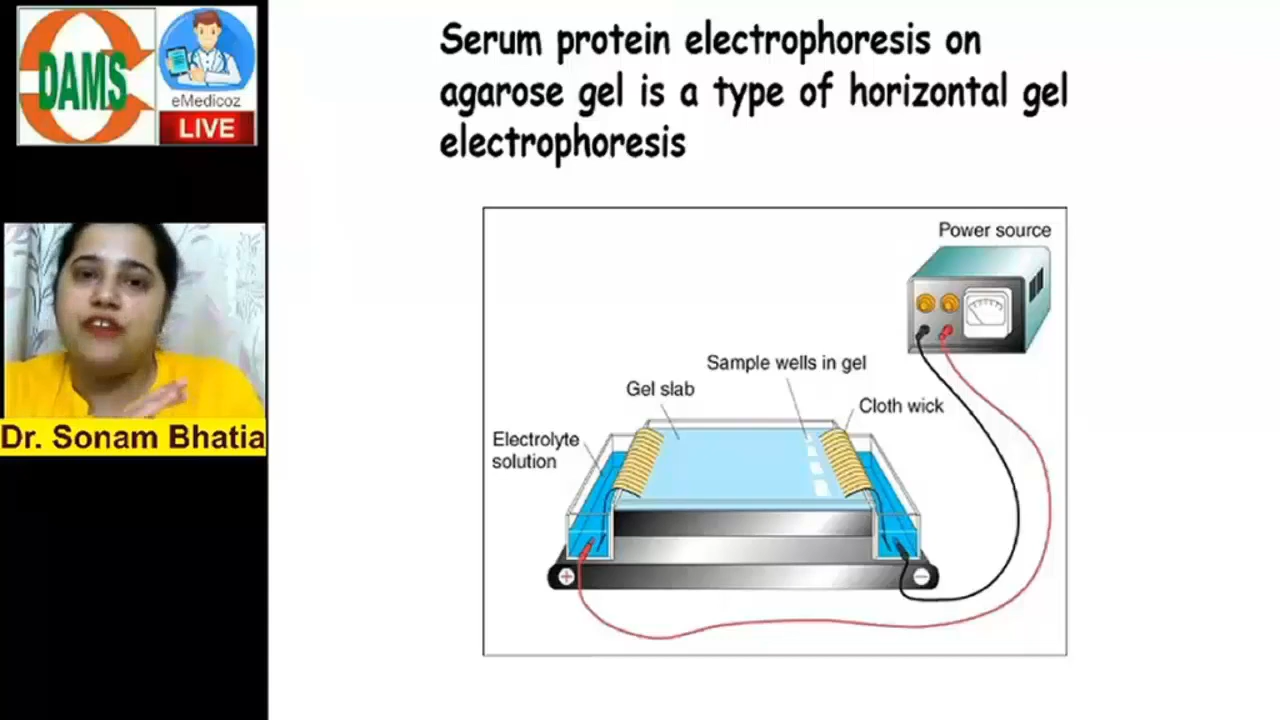 DAMS
eMedicoz
LIVE
Serum protein electrophoresis on
agarose gel is a type of horizontal gel
electrophoresis
Power source
Sample wells in gel
Gel slab
Cloth wick
Electrolyte
solution
+
−
Dr. Sonam Bhatia